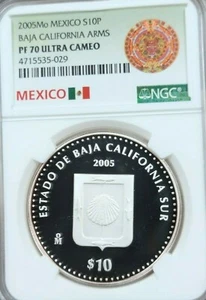 2005Mo MEXICO S10P
BAJA CALIFORNIA ARMS
PF 70 ULTRA CAMEO
4715535-029
MEXICO
NGC
ESTADO DE BAJA CALIFORNIA SUR
2005
$10